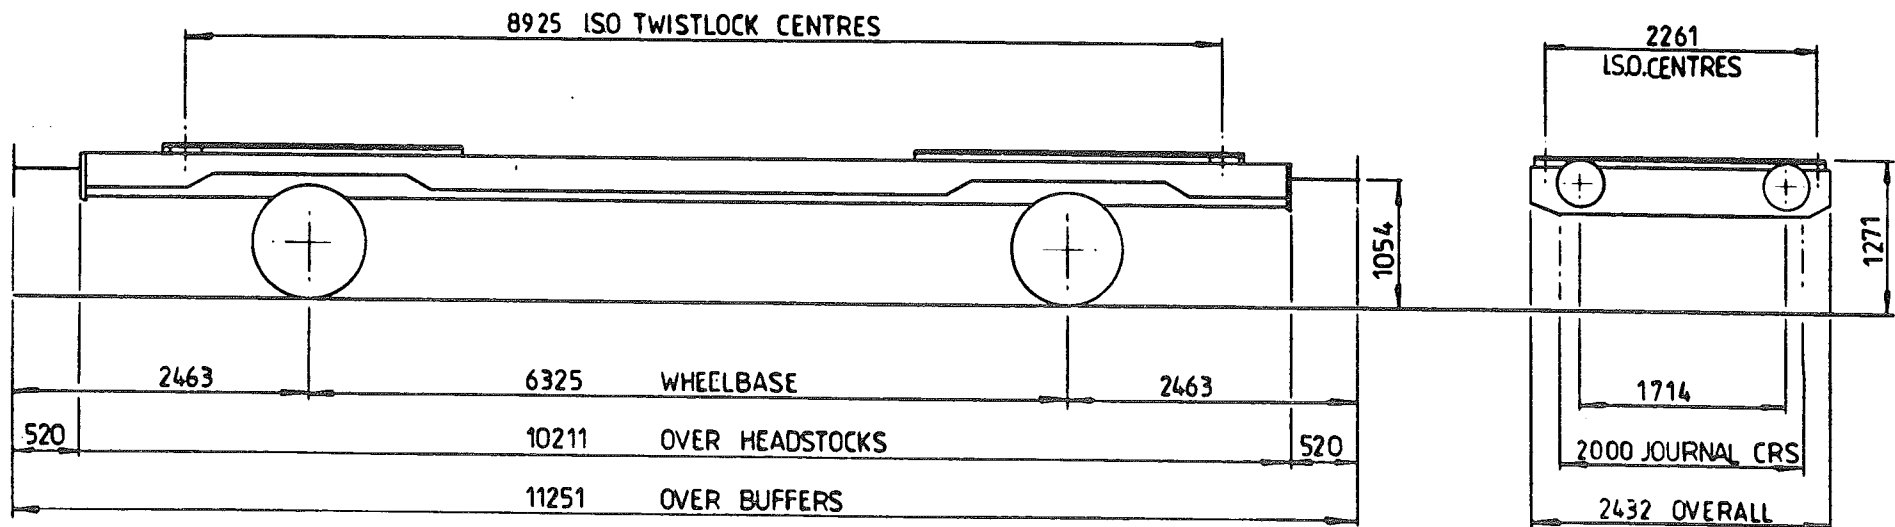 8925 ISO TWISTLOCK CENTRES
2261
I.S.O. CENTRES
1054
1271
2463
6325 WHEELBASE
2463
1714
520
10211 OVER HEADSTOCKS
520
2000 JOURNAL CRS
11251 OVER BUFFERS
2432 OVERALL